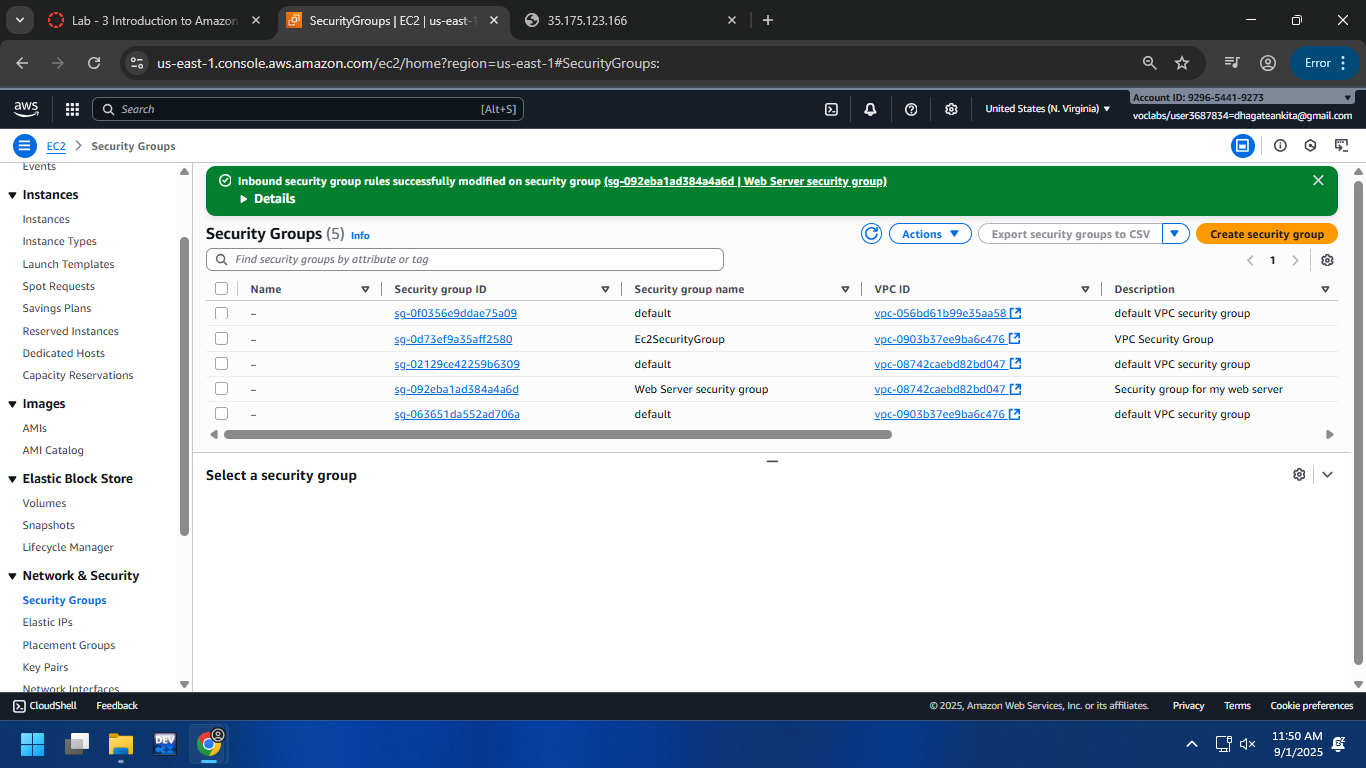 Lab - 3 Introduction to Amazon
SecurityGroups | EC2 | us-east-1
35.175.123.166
us-east-1.console.aws.amazon.com/ec2/home?region=us-east-1#SecurityGroups:
Error
aws
Search
[Alt+S]
United States (N. Virginia)
Account ID: 9296-5441-9273
voclabs/user3687834=dhagateankita@gmail.com
EC2 > Security Groups
Events
Instances
Instances
Instance Types
Launch Templates
Spot Requests
Savings Plans
Reserved Instances
Dedicated Hosts
Capacity Reservations
Images
AMIs
AMI Catalog
Elastic Block Store
Volumes
Snapshots
Lifecycle Manager
Network & Security
Security Groups
Elastic IPs
Placement Groups
Key Pairs
Network Interfaces
Inbound security group rules successfully modified on security group (sg-092eba1ad384a4a6d | Web Server security group)
Details
Security Groups (5) Info
Actions
Export security groups to CSV
Create security group
Find security groups by attribute or tag
1
Name Security group ID Security group name VPC ID Description
– sg-0f0356e9ddae75a09 default vpc-056bd61b99e35aa58 default VPC security group
– sg-0d73ef9a35aff2580 Ec2SecurityGroup vpc-0903b37ee9ba6c476 VPC Security Group
– sg-02129ce42259b6309 default vpc-08742caebd82bd047 default VPC security group
– sg-092eba1ad384a4a6d Web Server security group vpc-08742caebd82bd047 Security group for my web server
– sg-063651da552ad706a default vpc-0903b37ee9ba6c476 default VPC security group
Select a security group
CloudShell
Feedback
© 2025, Amazon Web Services, Inc. or its affiliates.
Privacy
Terms
Cookie preferences
DEV
11:50 AM
9/1/2025